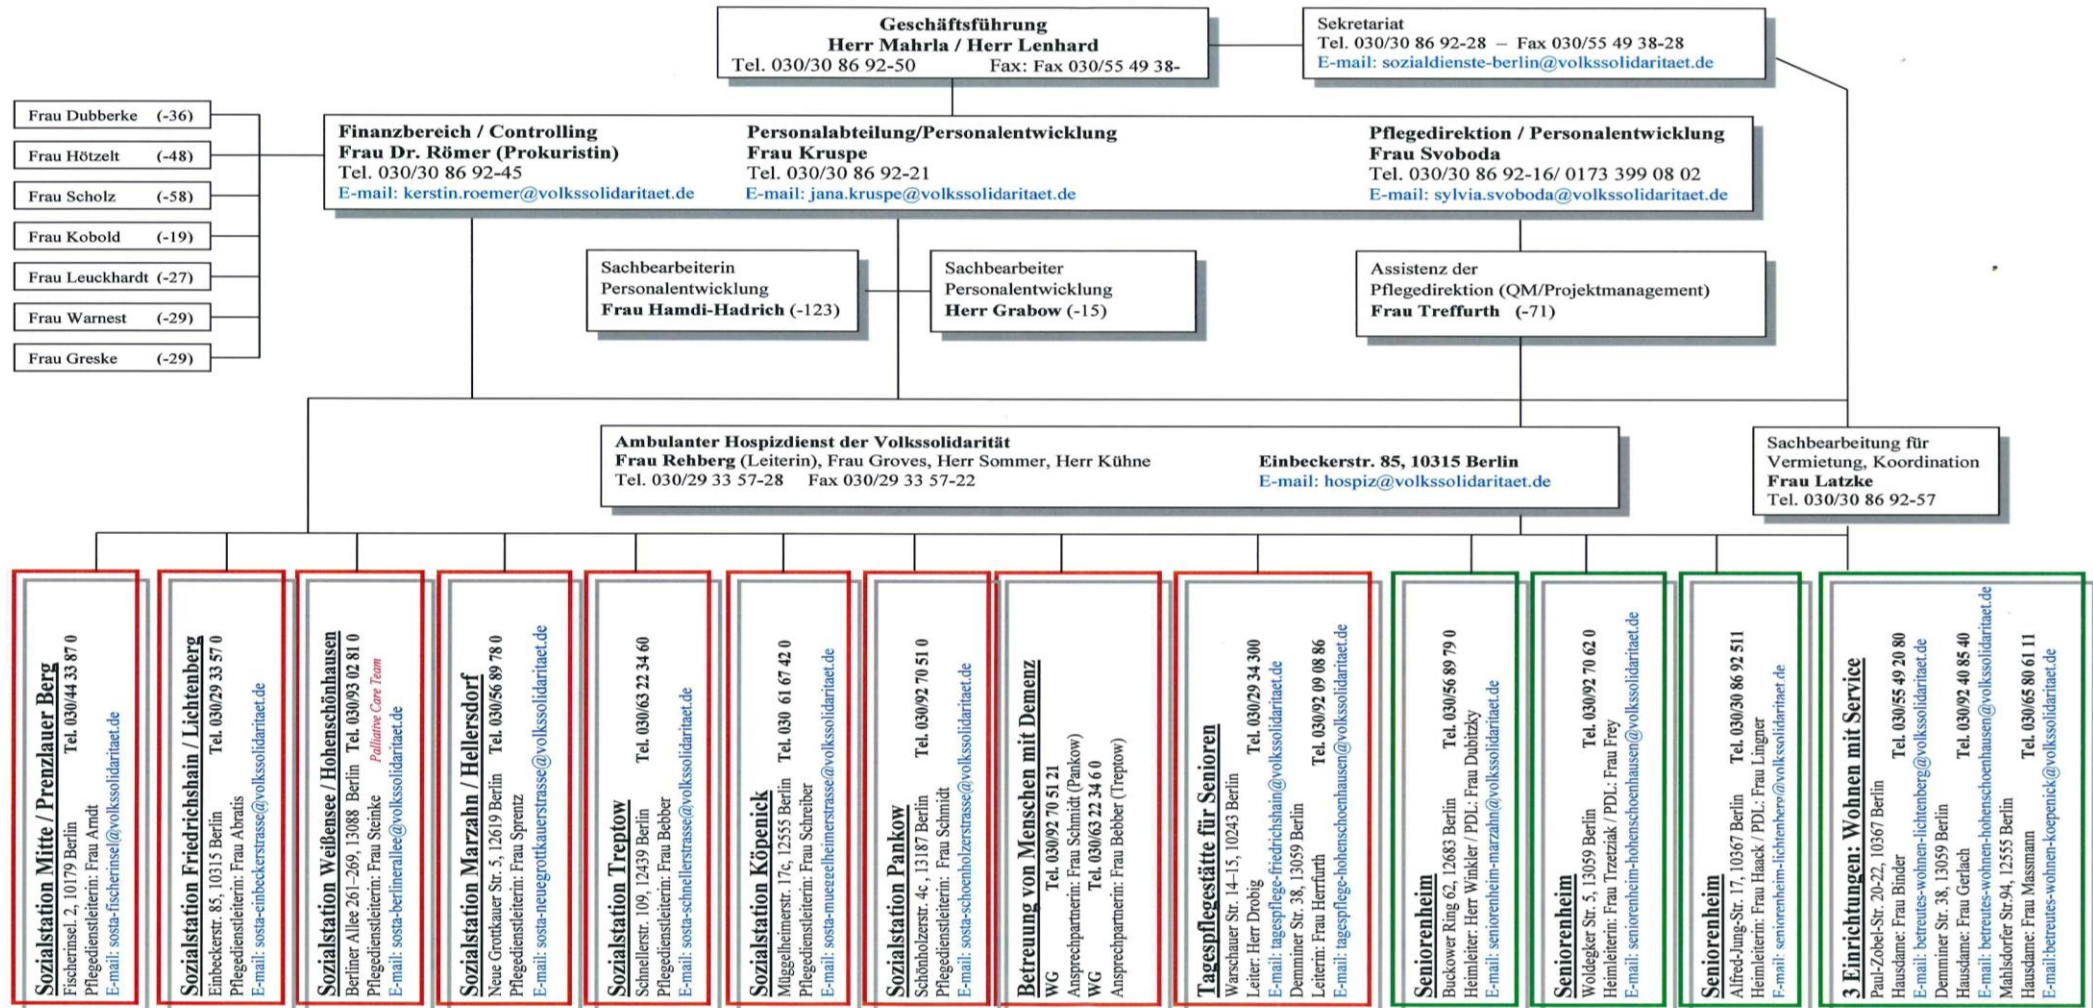 Geschäftsführung
Herr Mahrla / Herr Lenhard
Tel. 030/30 86 92-50 Fax: Fax 030/55 49 38-
Sekretariat
Tel. 030/30 86 92-28 – Fax 030/55 49 38-28
E-mail: sozialdienste-berlin@volkssolidaritaet.de
Frau Dubberke (-36)
Frau Hötzelt (-48)
Frau Scholz (-58)
Frau Kobold (-19)
Frau Leuckhardt (-27)
Frau Warnest (-29)
Frau Greske (-29)
Finanzbereich / Controlling
Frau Dr. Römer (Prokuristin)
Tel. 030/30 86 92-45
E-mail: kerstin.roemer@volkssolidaritaet.de
Personalabteilung/Personalentwicklung
Frau Kruspe
Tel. 030/30 86 92-21
E-mail: jana.kruspe@volkssolidaritaet.de
Pflegedirektion / Personalentwicklung
Frau Svoboda
Tel. 030/30 86 92-16/ 0173 399 08 02
E-mail: sylvia.svoboda@volkssolidaritaet.de
Sachbearbeiterin
Personalentwicklung
Frau Hamdi-Hadrich (-123)
Sachbearbeiter
Personalentwicklung
Herr Grabow (-15)
Assistenz der
Pflegedirektion (QM/Projektmanagement)
Frau Treffurth (-71)
Ambulanter Hospizdienst der Volkssolidarität
Frau Rehberg (Leiterin), Frau Groves, Herr Sommer, Herr Kühne
Tel. 030/29 33 57-28 Fax 030/29 33 57-22
Einbeckerstr. 85, 10315 Berlin
E-mail: hospiz@volkssolidaritaet.de
Sachbearbeitung für
Vermietung, Koordination
Frau Latzke
Tel. 030/30 86 92-57
Sozialstation Mitte / Prenzlauer Berg
Fischerinsel 2, 10179 Berlin Tel. 030/44 33 87 0
Pflegedienstleiterin: Frau Arndt
E-mail: sosta-fischerinsel@volkssolidaritaet.de
Sozialstation Friedrichshain / Lichtenberg
Einbeckerstr. 85, 10315 Berlin Tel. 030/29 333 57 0
Pflegedienstleiterin: Frau Abratis
E-mail: sosta-einbeckerstrasse@volkssolidaritaet.de
Sozialstation Weißensee / Hohenschönhausen
Berliner Allee 261–269, 13088 Berlin Tel. 030/93 02 81 0
Pflegedienstleiterin: Frau Steinke Palliative Care Team
E-mail: sosta-berlinerallee@volkssolidaritaet.de
Sozialstation Marzahn / Hellersdorf
Neue Grottkauer Str. 5, 12619 Berlin Tel. 030/56 89 78 0
Pflegedienstleiterin: Frau Sprentz
E-mail: sosta-neuegrottkauerstrasse@volkssolidaritaet.de
Sozialstation Treptow
Schnellerstr. 109, 12439 Berlin Tel. 030/63 22 34 60
Pflegedienstleiterin: Frau Bebber
E-mail: sosta-schnellerstrasse@volkssolidaritaet.de
Sozialstation Köpenick
Müggelheimerstr. 17c, 12555 Berlin Tel. 030 61 67 42 0
Pflegedienstleiterin: Frau Schreiber
E-mail: sosta-mueggelheimerstrasse@volkssolidaritaet.de
Sozialstation Pankow
Schönholzerstr. 4c, 13187 Berlin Tel. 030/92 70 51 0
Pflegedienstleiterin: Frau Schmidt
E-mail: sosta-schoenholzerstrasse@volkssolidaritaet.de
Betreuung von Menschen mit Demenz
WG Tel. 030/92 70 51 21
Ansprechpartnerin: Frau Schmidt (Pankow)
WG Tel. 030/63 22 34 6 0
Ansprechpartnerin: Frau Bebber (Treptow)
Tagespflegestätte für Senioren
Warschauer Str. 14–15, 10243 Berlin
Leiter: Herr Drobig Tel. 030/29 34 300
E-mail: tagespflege-friedrichshain@volkssolidaritaet.de
Demminer Str. 38, 13059 Berlin
Leiterin: Frau Herrfurth Tel. 030/92 09 08 86
E-mail: tagespflege-hohenschoenhausen@volkssolidaritaet.de
Seniorenheim
Buckower Ring 62, 12683 Berlin Tel. 030/56 89 79 0
Heimleiter: Herr Winkler / PDL: Frau Dubitzky
E-mail: seniorenheim-marzahn@volkssolidaritaet.de
Seniorenheim
Woldegker Str. 5, 13059 Berlin Tel. 030/92 70 62 0
Heimleiterin: Frau Trzetziak / PDL: Frau Frey
E-mail: seniorenheim-hohenschoenhausen@volkssolidaritaet.de
Seniorenheim
Alfred-Jung-Str. 17, 10367 Berlin Tel. 030/30 86 92 511
Heimleiterin: Frau Haack / PDL: Frau Lingner
E-mail: seniorenheim-lichtenberg@volkssolidaritaet.de
3 Einrichtungen: Wohnen mit Service
Paul-Zobel-Str. 20-22, 10367 Berlin
Hausdame: Frau Binder Tel. 030/55 49 20 80
E-mail: betreutes-wohnen-lichtenberg@volkssolidaritaet.de
Demminer Str. 38, 13059 Berlin
Hausdame: Frau Gerlach Tel. 030/92 40 85 40
E-mail: betreutes-wohnen-hohenschoenhausen@volkssolidaritaet.de
Mahlsdorfer Str.94, 12555 Berlin
Hausdame: Frau Massmann Tel. 030/65 80 61 11
E-mail:betreutes-wohnen-koepenick@volkssolidaritaet.de